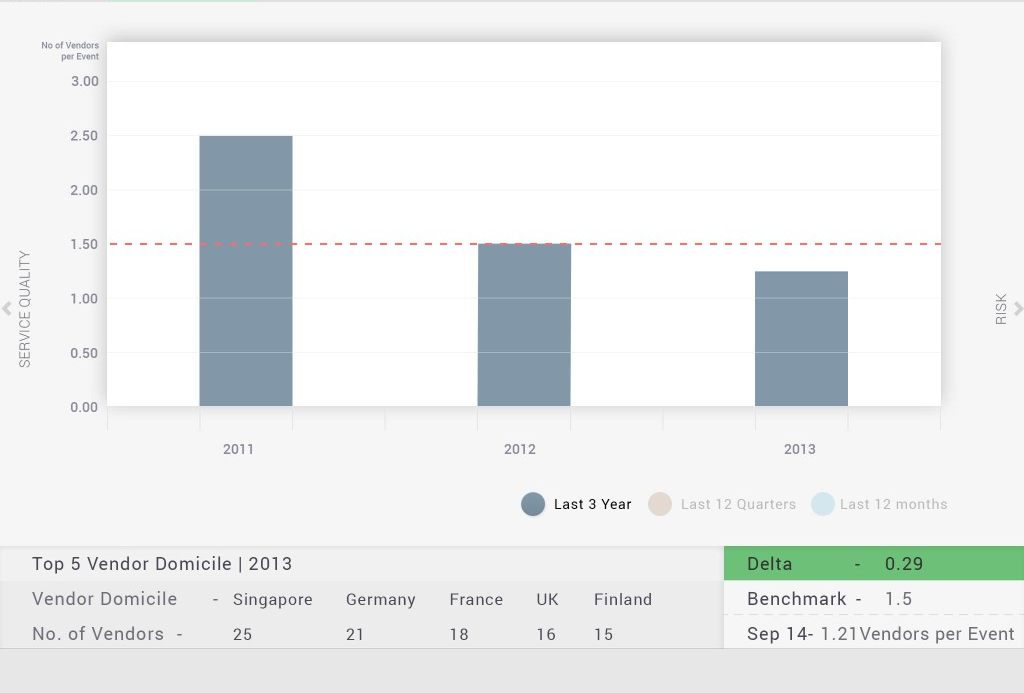 No of Vendors
per Event
3.00
2.50
2.00
1.50
1.00
0.50
0.00
SERVICE QUALITY
RISK
2011 2012 2013
Last 3 Year Last 12 Quarters Last 12 months
Top 5 Vendor Domicile | 2013
Vendor Domicile - Singapore Germany France UK Finland
No. of Vendors - 25 21 18 16 15
Delta - 0.29
Benchmark - 1.5
Sep 14- 1.21Vendors per Event